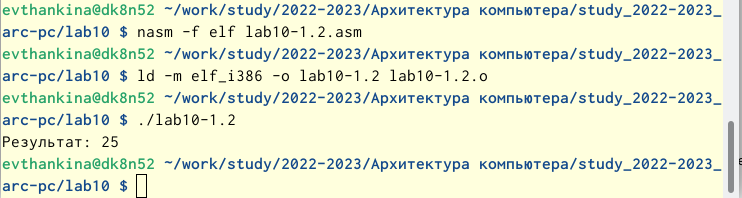 evthankina@dk8n52 ~/work/study/2022-2023/Архитектура компьютера/study_2022-2023_
arc-pc/lab10 $ nasm -f elf lab10-1.2.asm
evthankina@dk8n52 ~/work/study/2022-2023/Архитектура компьютера/study_2022-2023_
arc-pc/lab10 $ ld -m elf_i386 -o lab10-1.2 lab10-1.2.o
evthankina@dk8n52 ~/work/study/2022-2023/Архитектура компьютера/study_2022-2023_
arc-pc/lab10 $ ./lab10-1.2
Результат: 25
evthankina@dk8n52 ~/work/study/2022-2023/Архитектура компьютера/study_2022-2023_
arc-pc/lab10 $